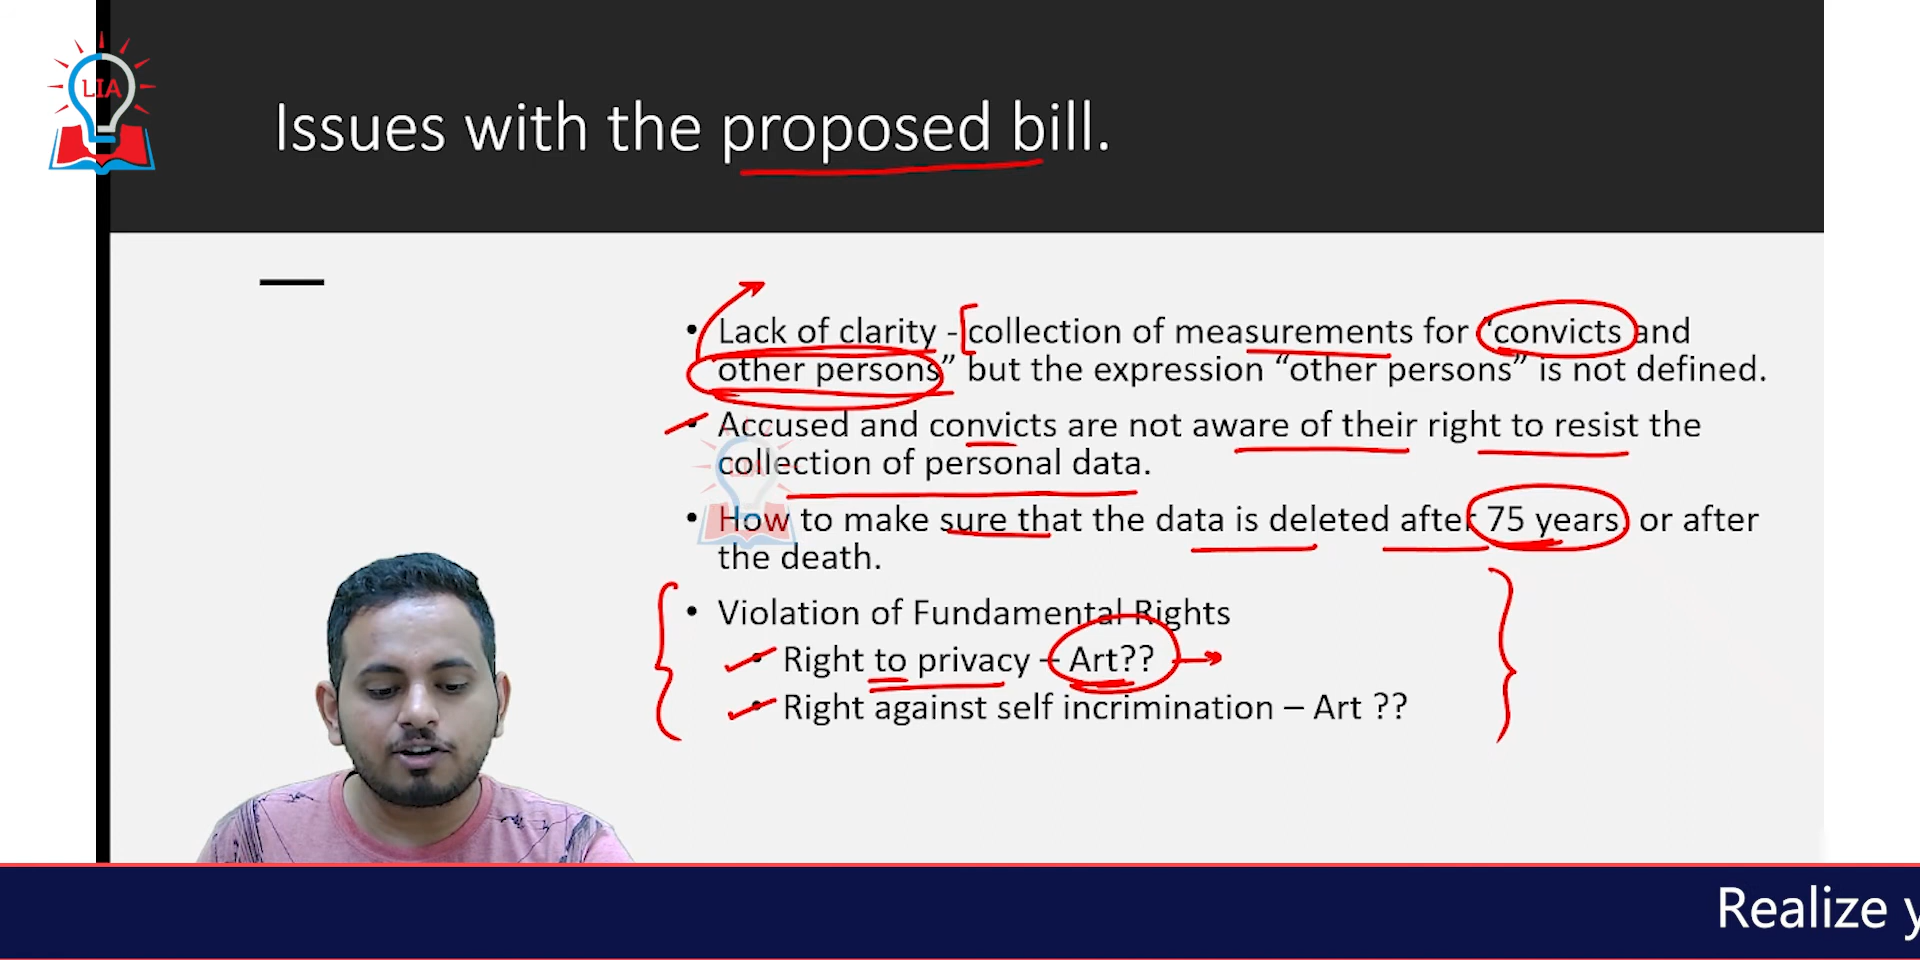 LIA
Issues with the proposed bill.
• Lack of clarity - collection of measurements for “convicts and
other persons” but the expression “other persons” is not defined.
• Accused and convicts are not aware of their right to resist the
collection of personal data.
LIA
• How to make sure that the data is deleted after 75 years, or after
the death.
• Violation of Fundamental Rights
• Right to privacy – Art??
• Right against self incrimination – Art ??
Realize y